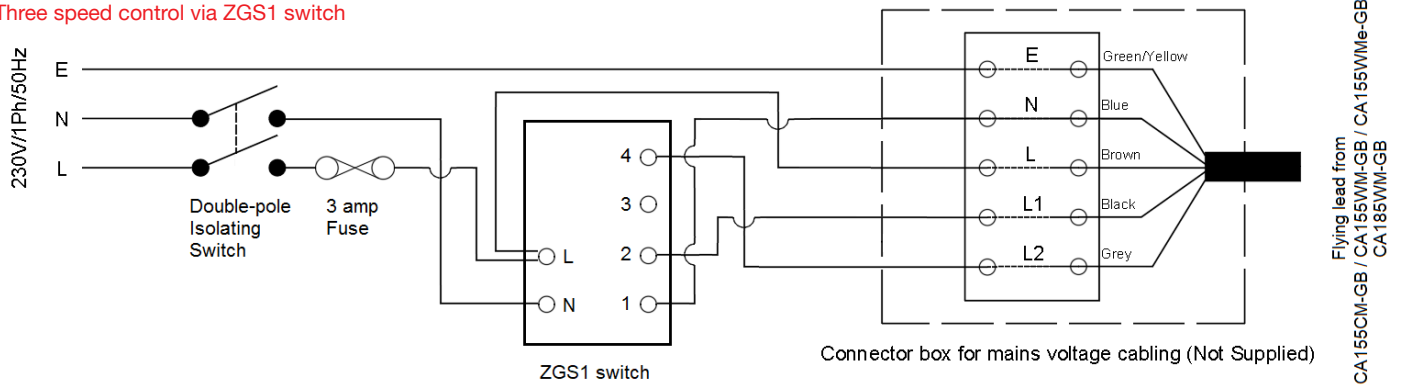 Three speed control via ZGS1 switch
230V/1Ph/50Hz
E
N
L
Double-pole
Isolating
Switch
3 amp
Fuse
L
N
4
3
2
1
ZGS1 switch
E
N
L
L1
L2
Green/Yellow
Blue
Brown
Black
Grey
Connector box for mains voltage cabling (Not Supplied)
Flying lead from
CA155CM-GB / CA155WM-GB / CA155WMe-GB
CA185WM-GB